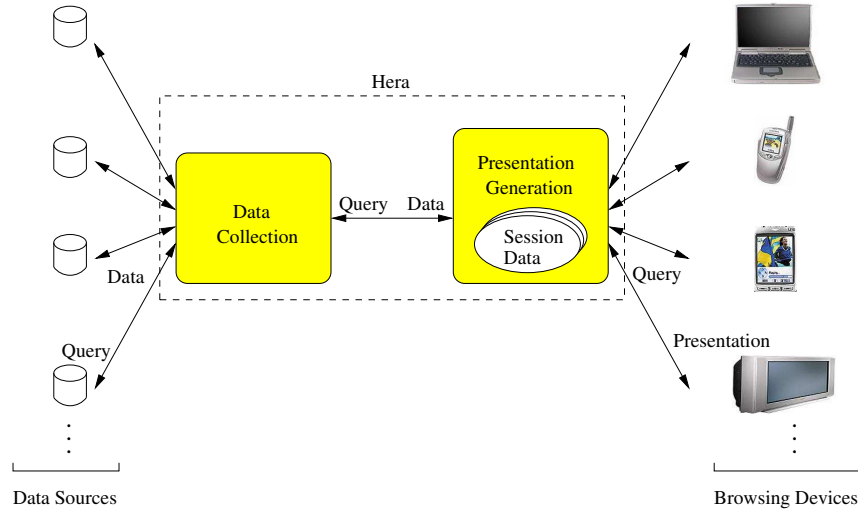 Hera
Presentation
Generation
Data
Collection
Query
Data
Session
Data
Data
Query
Query
Presentation
Data Sources
Browsing Devices